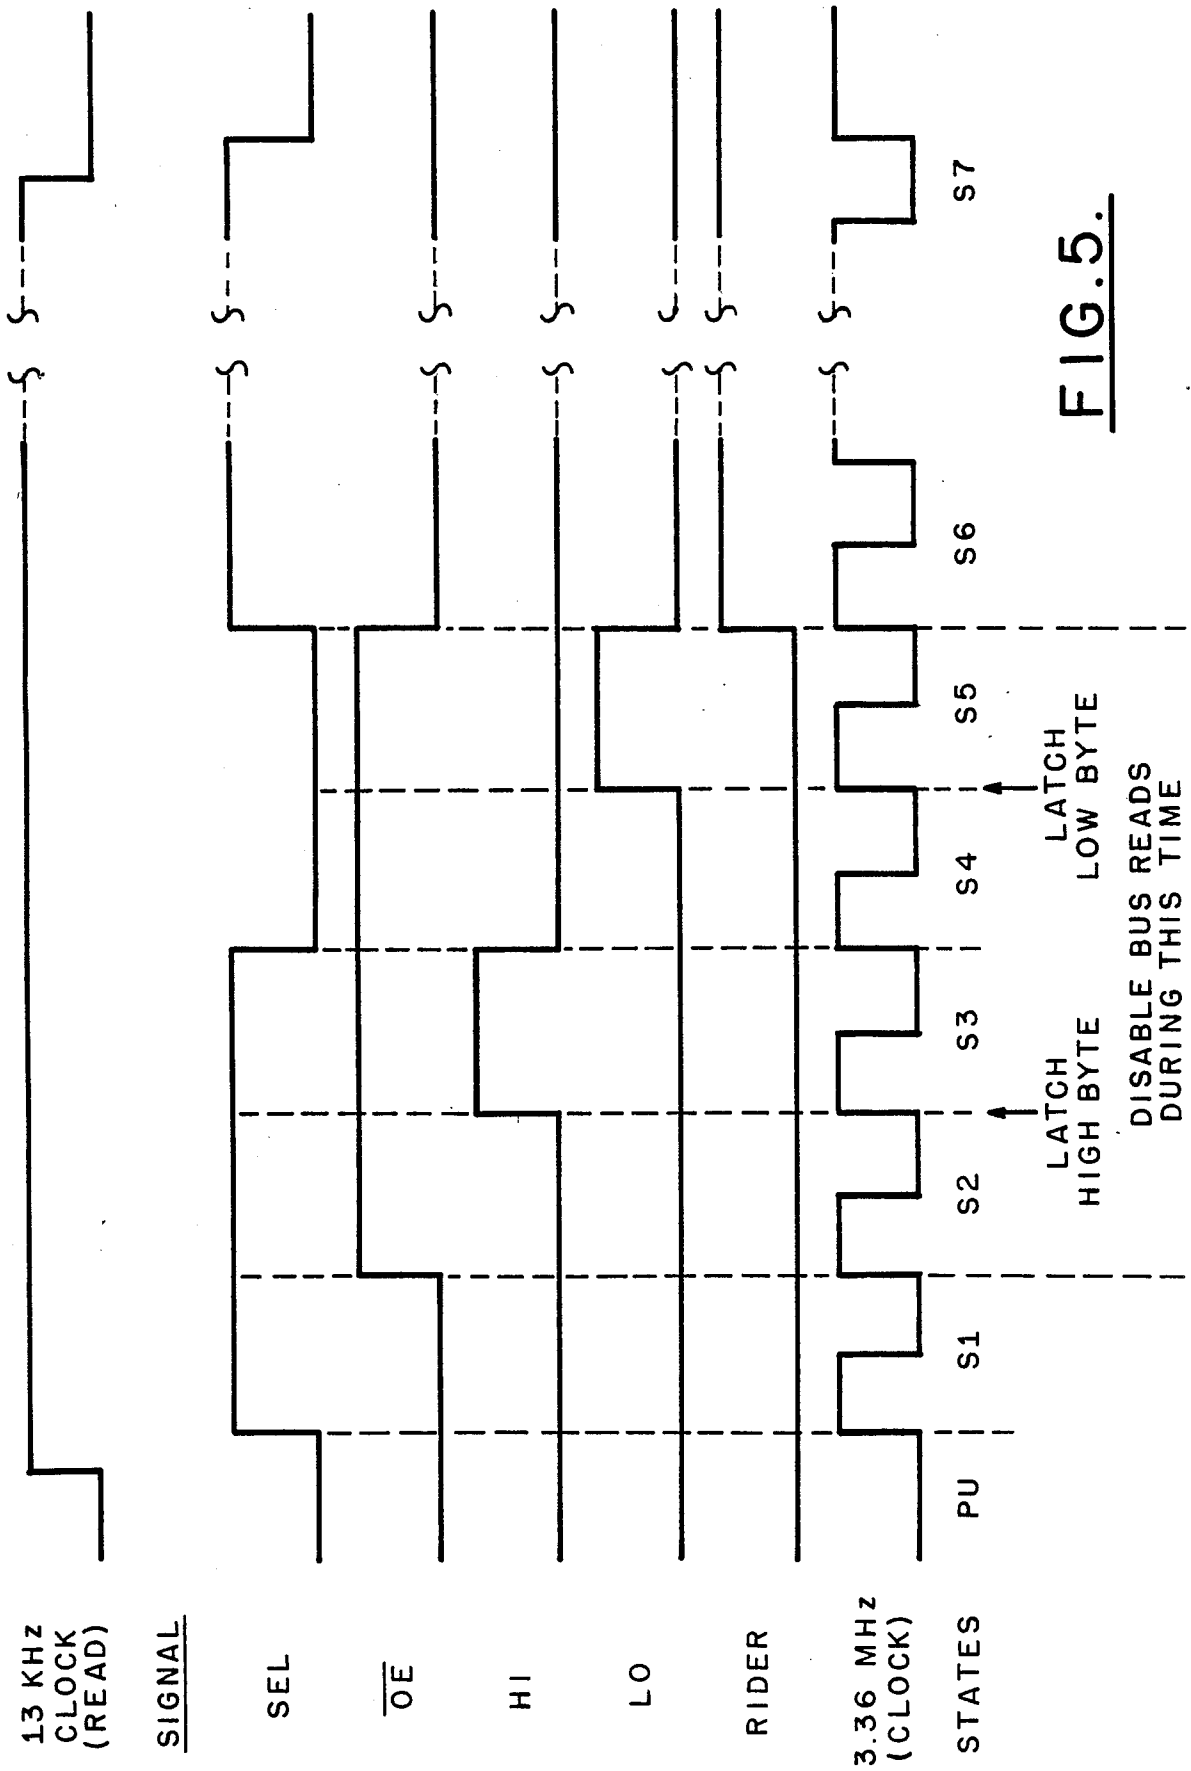 13 KHz
CLOCK
(READ)
SIGNAL
SEL
OE
HI
LO
RIDER
3.36 MHz
(CLOCK)
STATES
PU
S1
S2
S3
S4
S5
S6
S7
LATCH
HIGH BYTE
LATCH
LOW BYTE
DISABLE BUS READS
DURING THIS TIME
FIG.5.